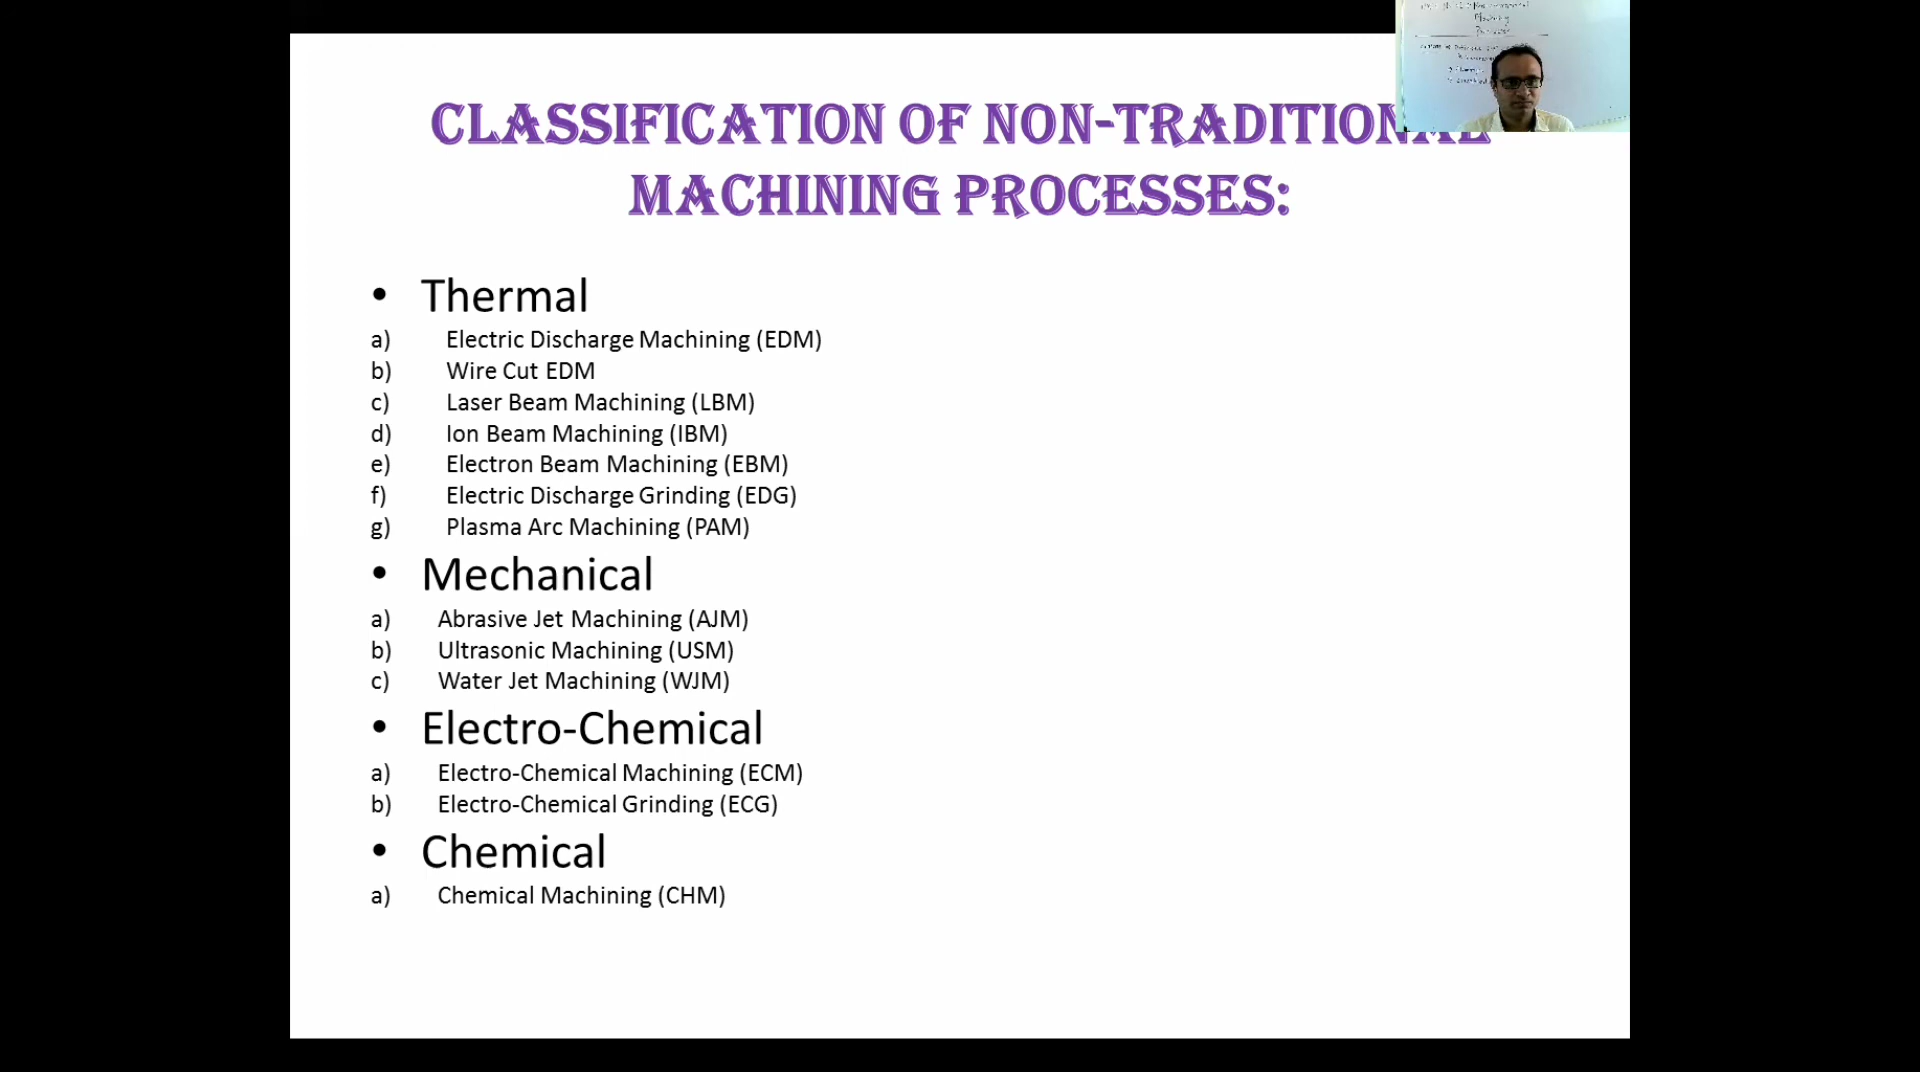 CLASSIFICATION OF NON-TRADITIONAL
MACHINING PROCESSES:
• Thermal
a) Electric Discharge Machining (EDM)
b) Wire Cut EDM
c) Laser Beam Machining (LBM)
d) Ion Beam Machining (IBM)
e) Electron Beam Machining (EBM)
f) Electric Discharge Grinding (EDG)
g) Plasma Arc Machining (PAM)
• Mechanical
a) Abrasive Jet Machining (AJM)
b) Ultrasonic Machining (USM)
c) Water Jet Machining (WJM)
• Electro-Chemical
a) Electro-Chemical Machining (ECM)
b) Electro-Chemical Grinding (ECG)
• Chemical
a) Chemical Machining (CHM)